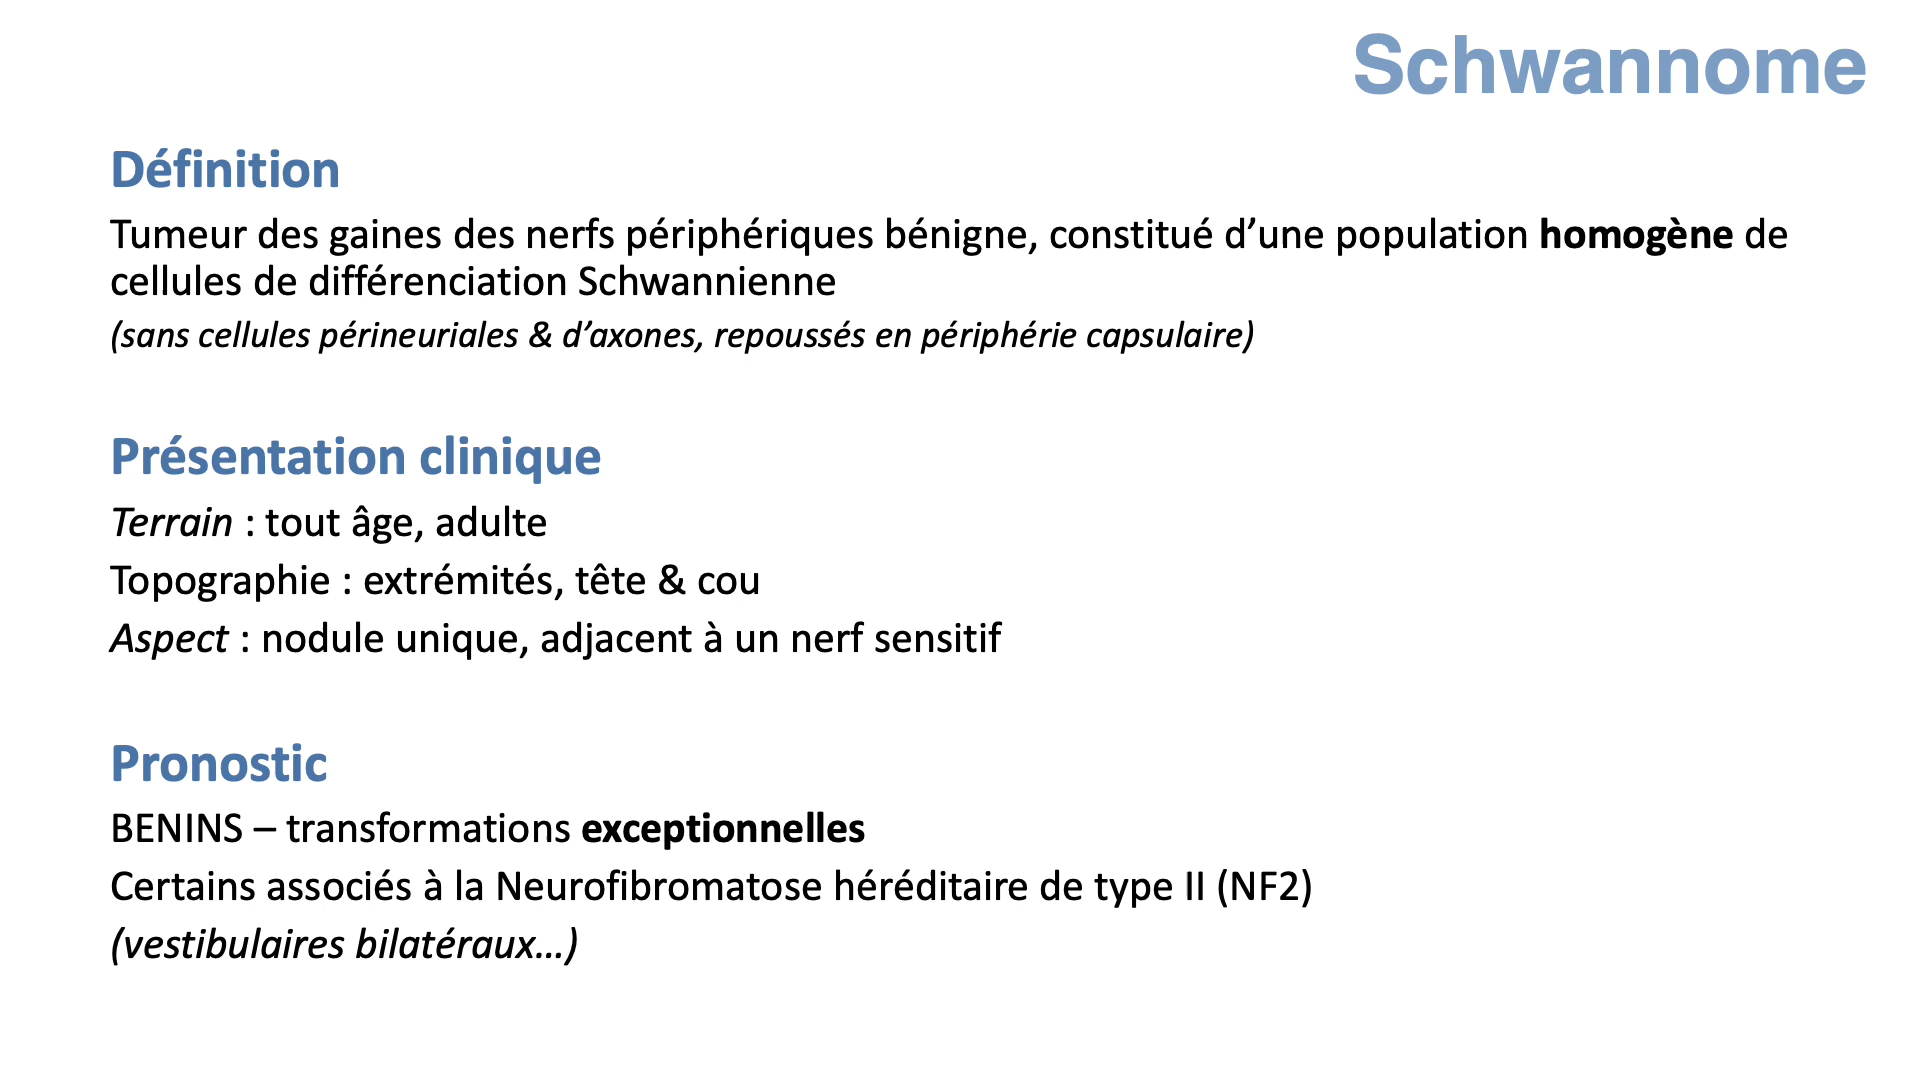 Schwannome
Définition
Tumeur des gaines des nerfs périphériques bénigne, constitué d’une population homogène de
cellules de différenciation Schwannienne
(sans cellules périneuriales & d’axones, repoussés en périphérie capsulaire)
Présentation clinique
Terrain : tout âge, adulte
Topographie : extrémités, tête & cou
Aspect : nodule unique, adjacent à un nerf sensitif
Pronostic
BENINS – transformations exceptionnelles
Certains associés à la Neurofibromatose héréditaire de type II (NF2)
(vestibulaires bilatéraux…)